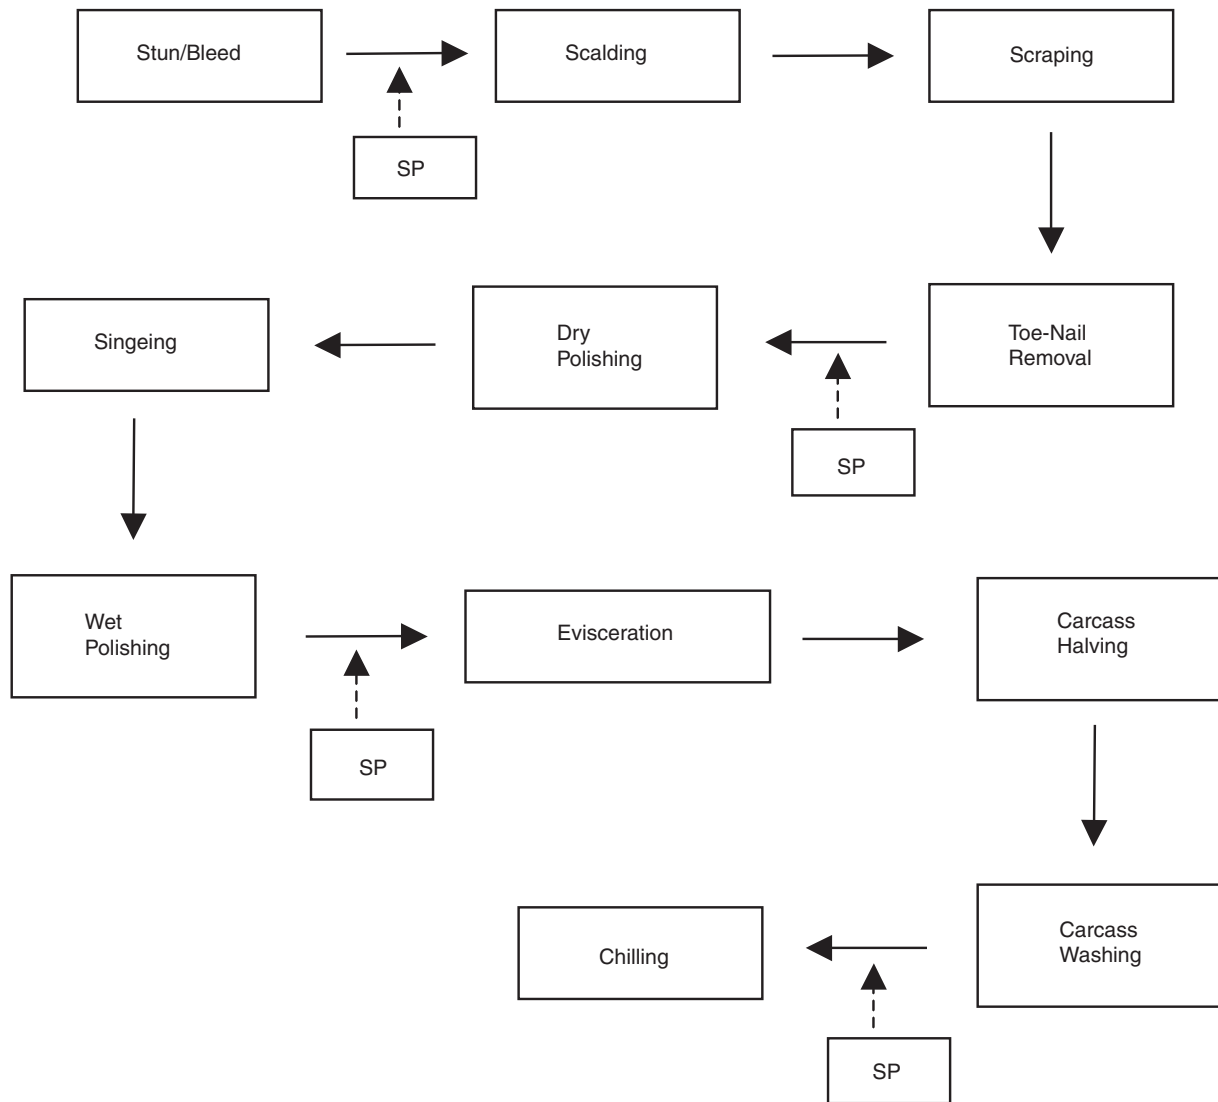 Stun/Bleed
Scalding
Scraping
SP
Singeing
Dry
Polishing
Toe-Nail
Removal
SP
Wet
Polishing
Evisceration
Carcass
Halving
SP
Chilling
Carcass
Washing
SP